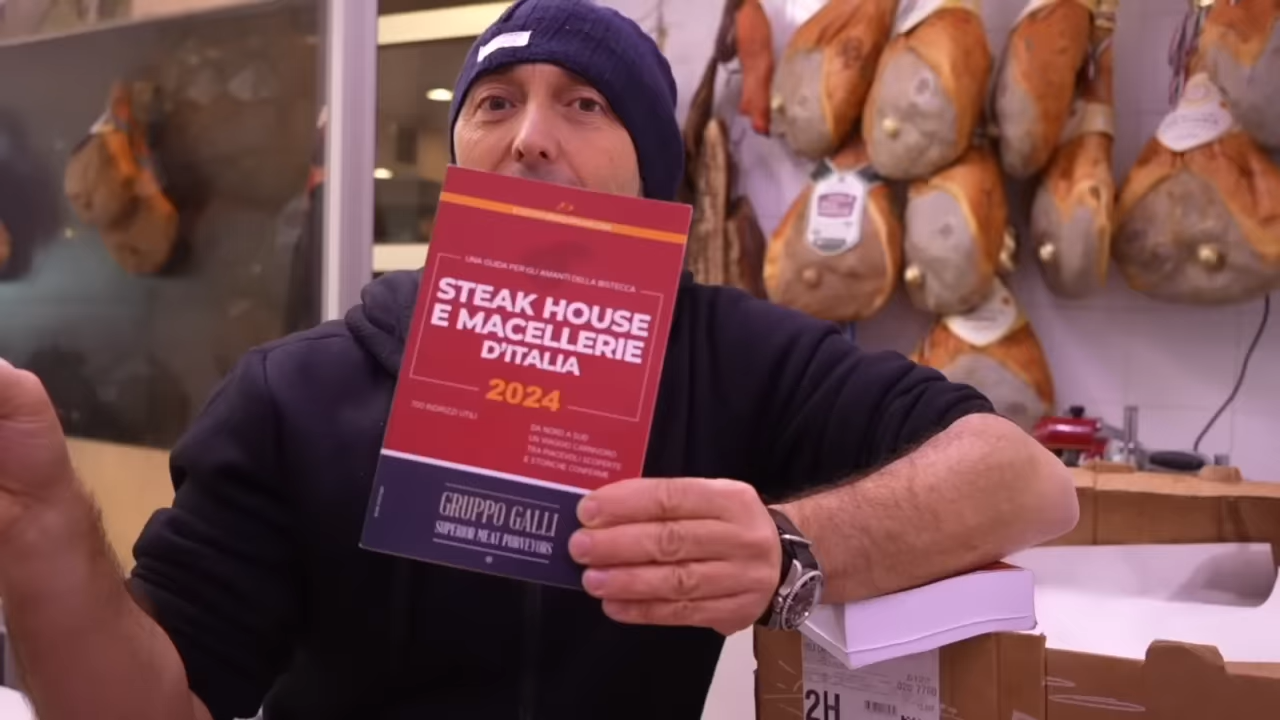 UNA GUIDA PER GLI AMANTI DELLA BISTECCA
STEAK HOUSE
E MACELLERIE
D'ITALIA
2024
700 INDIRIZZI UTILI
DA NORD A SUD
UN VIAGGIO CARNIVORO
TRA PIACEVOLI SCOPERTE
E STORICHE CONFERME
GRUPPO GALLI
SUPERIOR MEAT PURVEYORS
2H